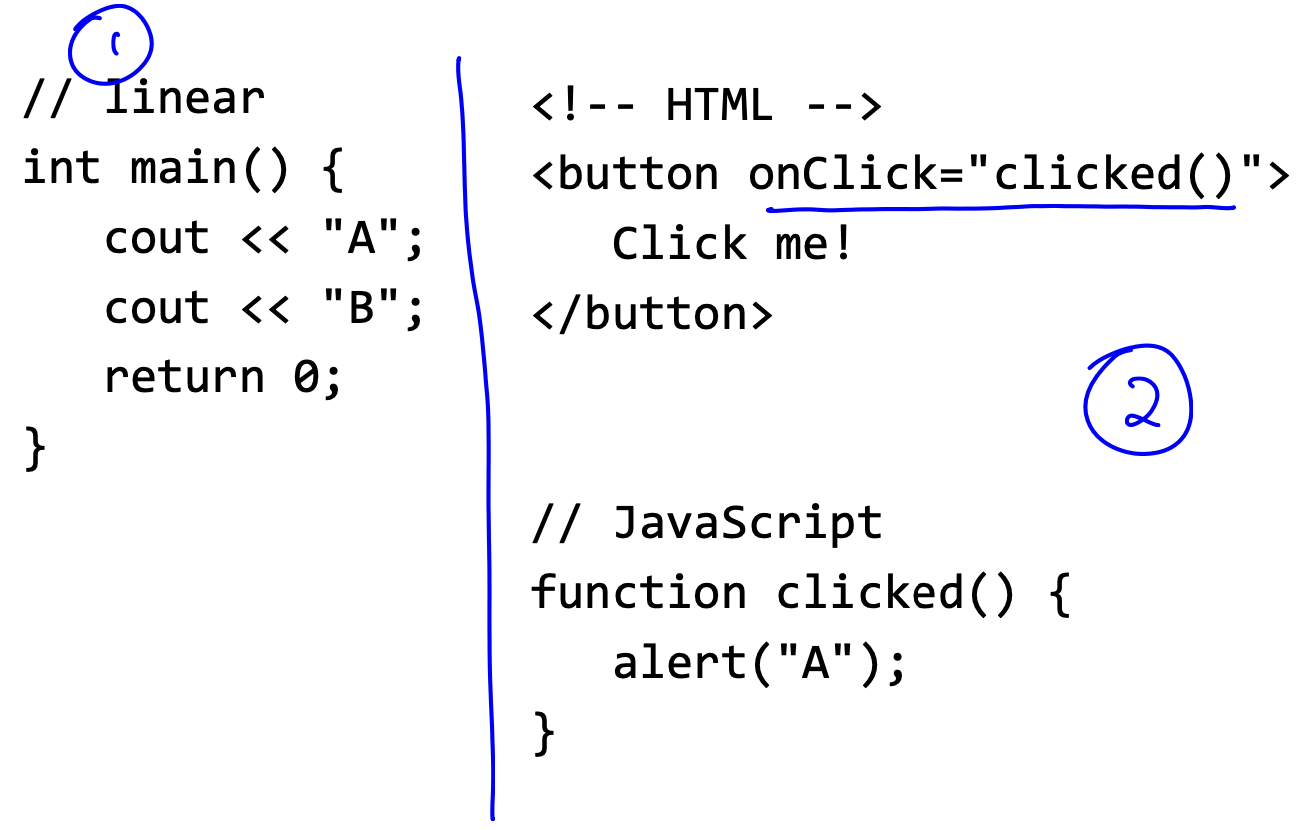 1
// linear
int main() {
   cout << "A";
   cout << "B";
   return 0;
}
<!-- HTML -->
<button onClick="clicked()">
   Click me!
</button>
2
// JavaScript
function clicked() {
   alert("A");
}